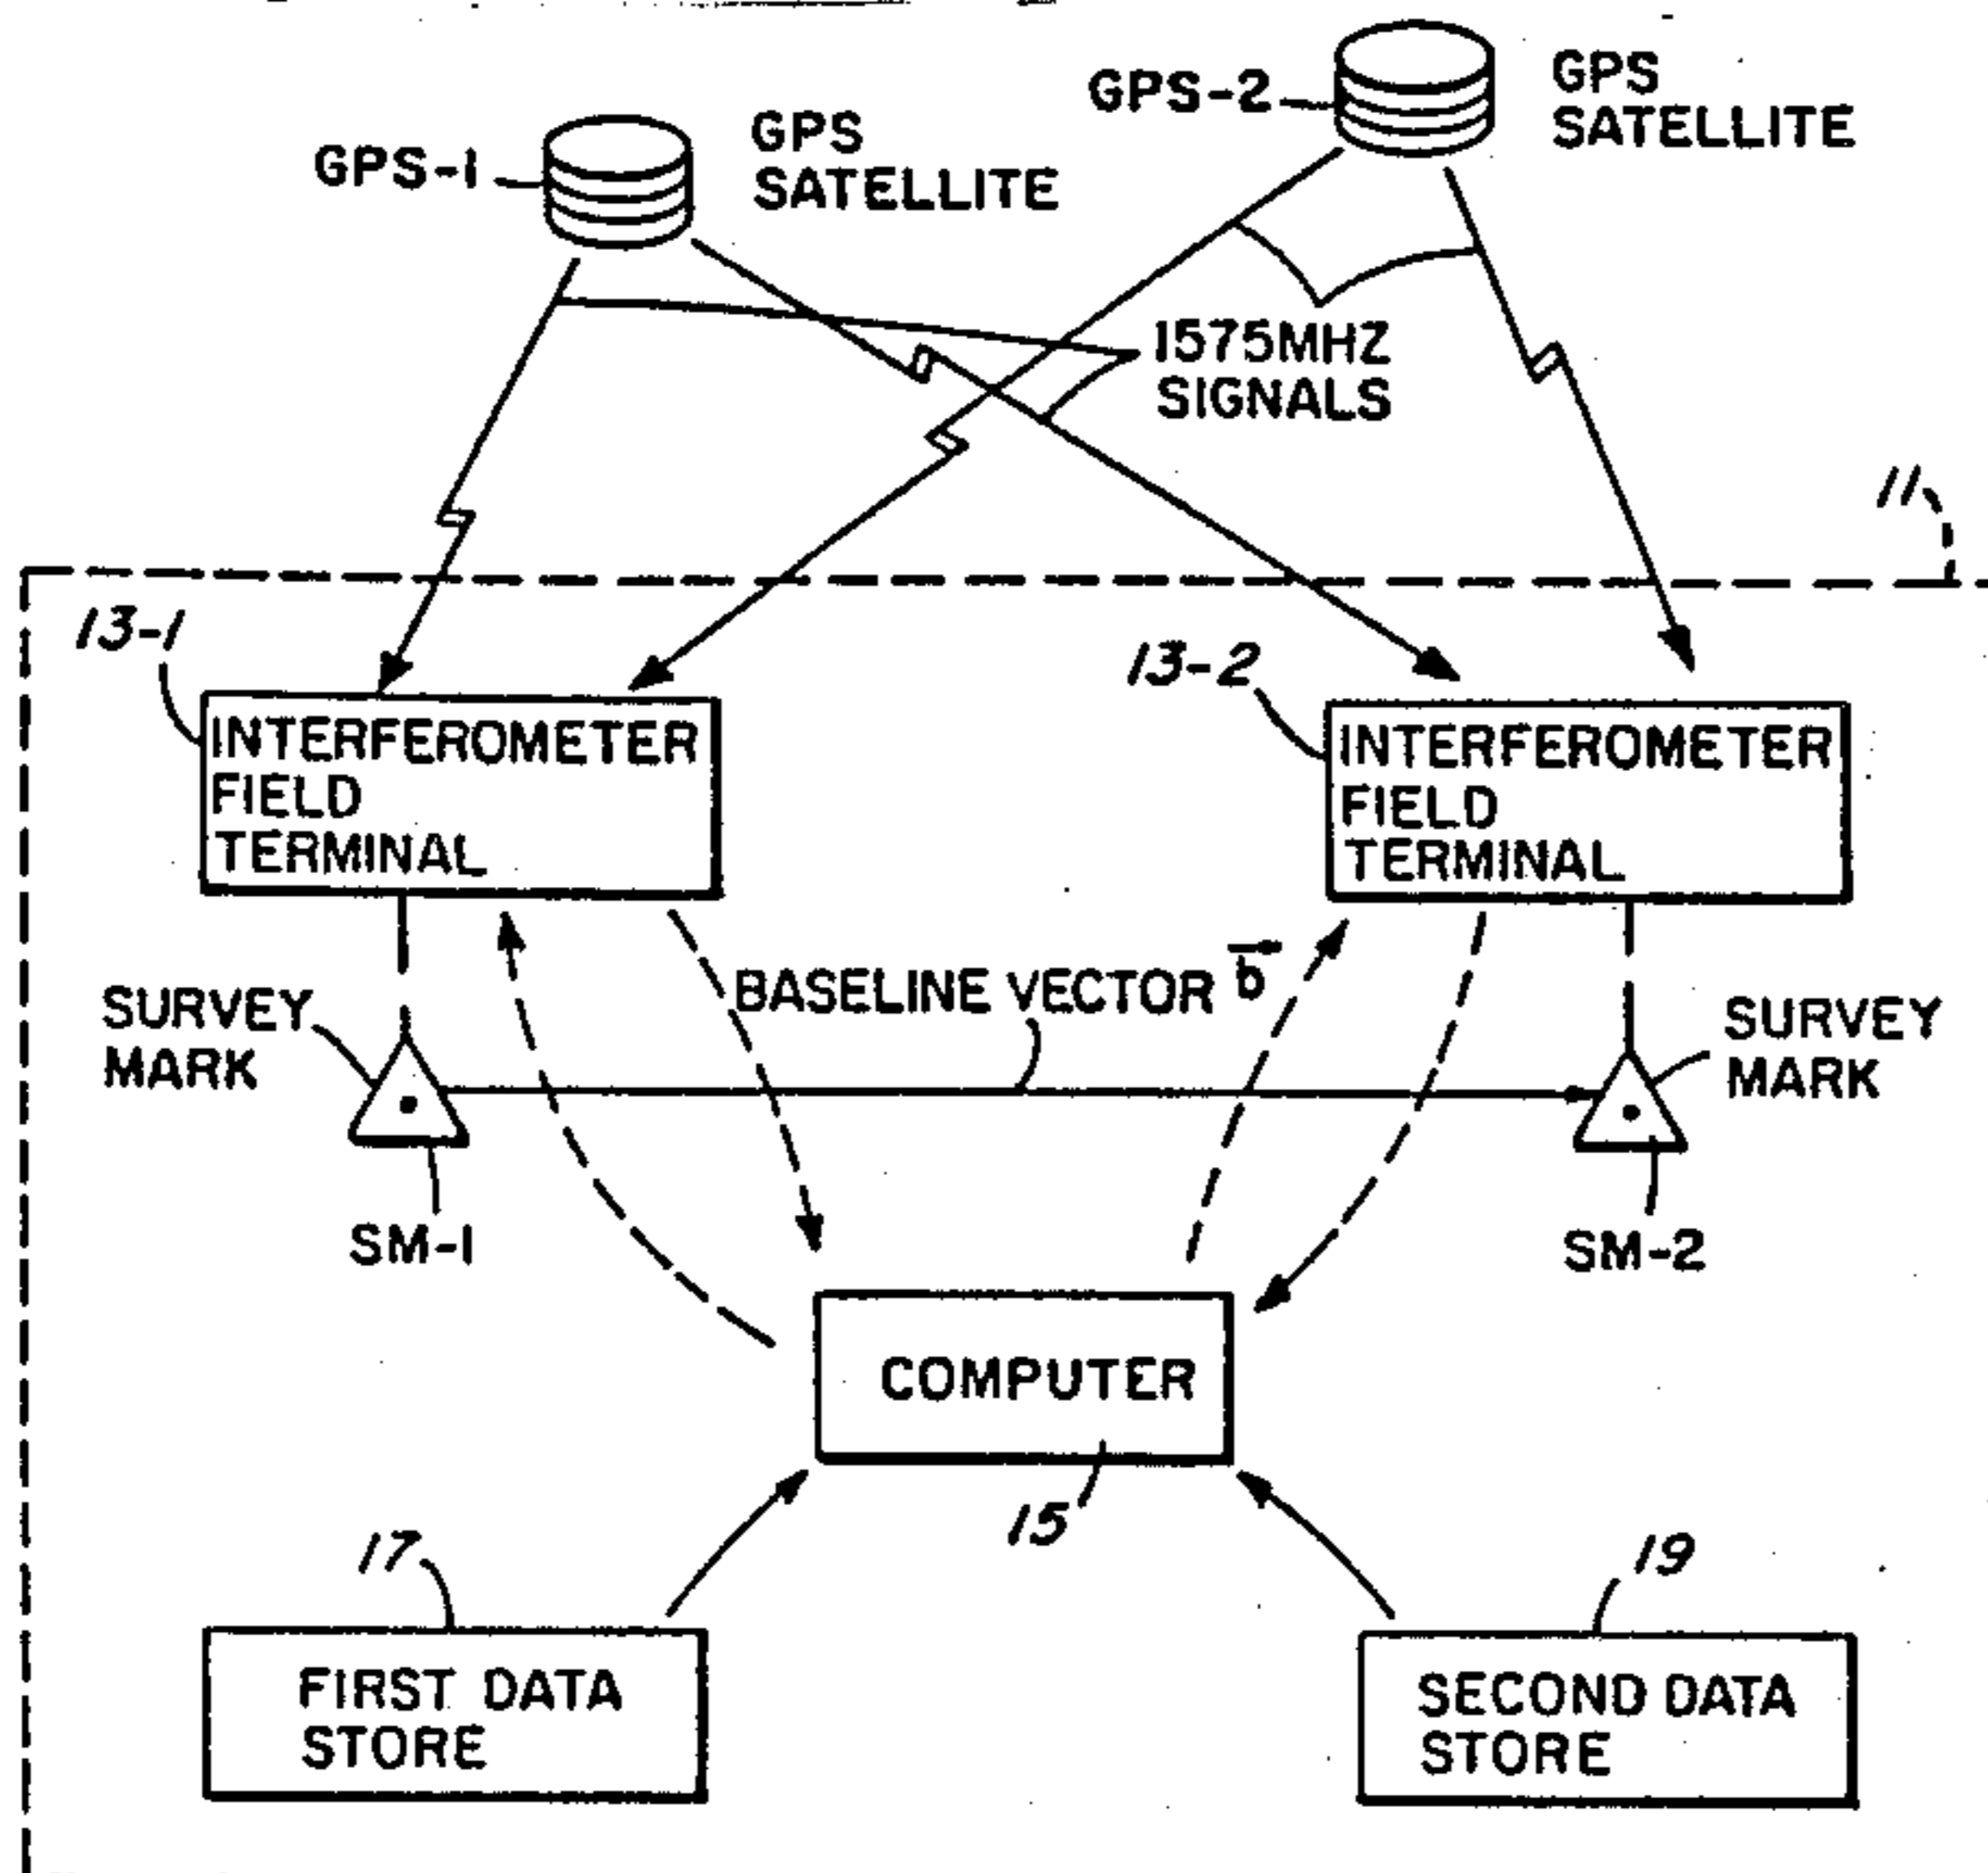 GPS-1
GPS
SATELLITE
GPS-2
GPS
SATELLITE
1575MHZ
SIGNALS
11
13-1
13-2
INTERFEROMETER
FIELD
TERMINAL
INTERFEROMETER
FIELD
TERMINAL
SURVEY
MARK
BASELINE VECTOR b
SURVEY
MARK
SM-1
SM-2
COMPUTER
15
17
19
FIRST DATA
STORE
SECOND DATA
STORE